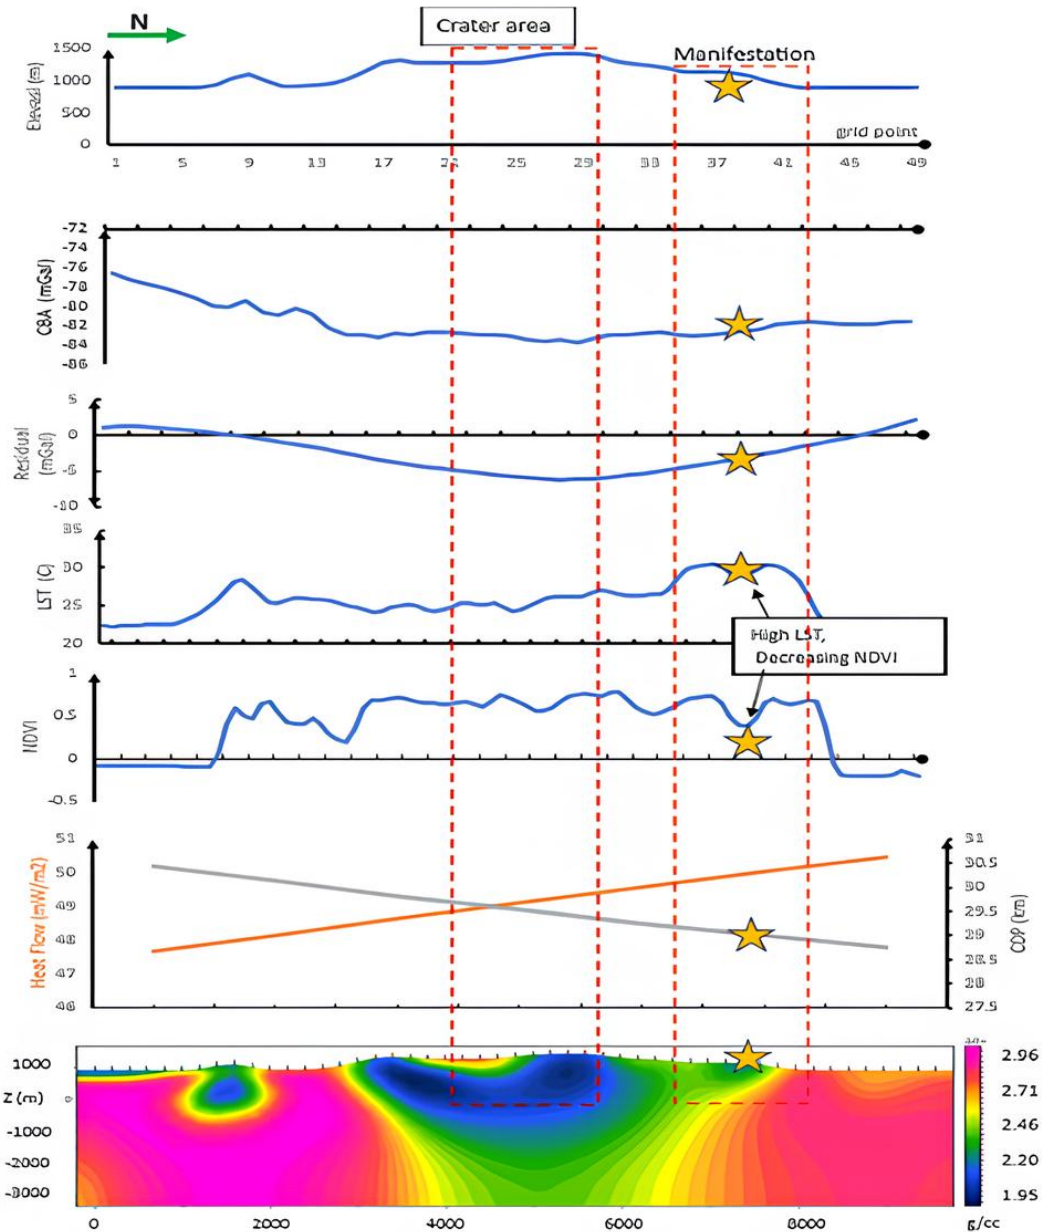 N
Crater area
Manifestation
Elevasi (m)
1500
1000
500
0
grid point
1 5 9 13 17 21 25 29 33 37 41 45 49
CBA (mGal)
-72
-74
-76
-78
-80
-82
-84
-86
Residual
(mGal)
5
0
-5
-10
LST (C)
35
30
25
20
High LST,
Decreasing NDVI
NDVI
1
0.5
0
-0.5
Heat Flow (mW/m2)
51
50
49
48
47
46
CDP (km)
31
30.5
30
29.5
29
28.5
28
27.5
Z (m)
1000
0
-1000
-2000
-3000
0 2000 4000 6000 8000
2.96
2.71
2.46
2.20
1.95
g/cc